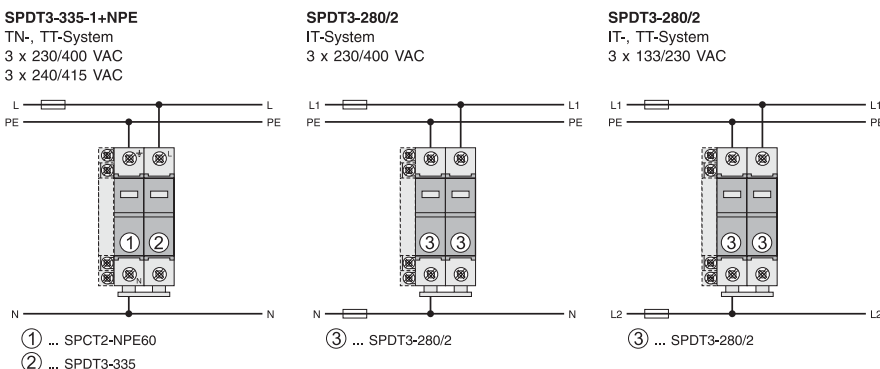 SPDT3-335-1+NPE
TN-, TT-System
3 x 230/400 VAC
3 x 240/415 VAC
L
L
PE
PE
L
1
2
N
N
N
① ... SPCT2-NPE60
② ... SPDT3-335
SPDT3-280/2
IT-System
3 x 230/400 VAC
L1
L1
PE
PE
3
3
N
N
③ ... SPDT3-280/2
SPDT3-280/2
IT-, TT-System
3 x 133/230 VAC
L1
L1
PE
PE
3
3
L2
L2
③ ... SPDT3-280/2